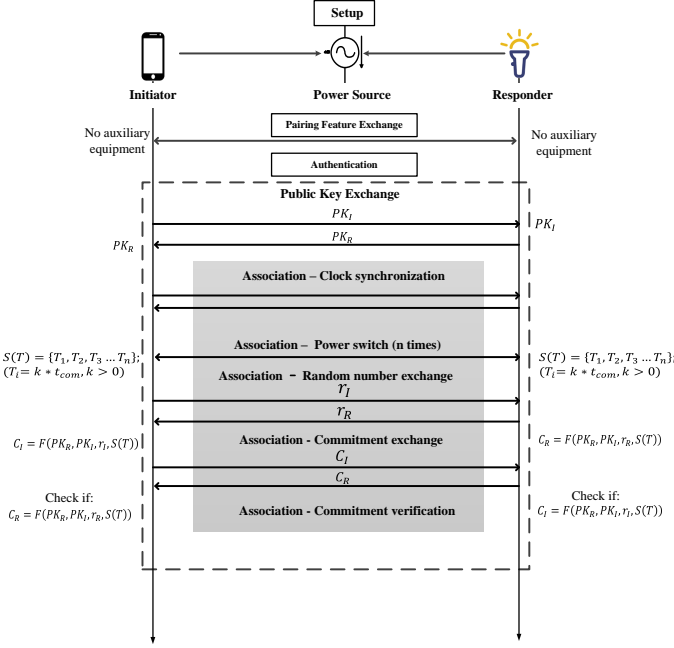 Setup
Initiator
Power Source
Responder
No auxiliary
equipment
Pairing Feature Exchange
No auxiliary
equipment
Authentication
Public Key Exchange
PK_I
PK_I
PK_R
PK_R
Association – Clock synchronization
Association – Power switch (n times)
S(T) = {T_1, T_2, T_3 … T_n};
(T_i = k * t_com, k > 0)
S(T) = {T_1, T_2, T_3 … T_n};
(T_i = k * t_com, k > 0)
Association – Random number exchange
r_I
r_R
Association - Commitment exchange
C_I = F(PK_R, PK_I, r_I, S(T))
C_R = F(PK_R, PK_I, r_R, S(T))
C_I
C_R
Check if:
C_R = F(PK_R, PK_I, r_R, S(T))
Check if:
C_I = F(PK_R, PK_I, r_I, S(T))
Association - Commitment verification